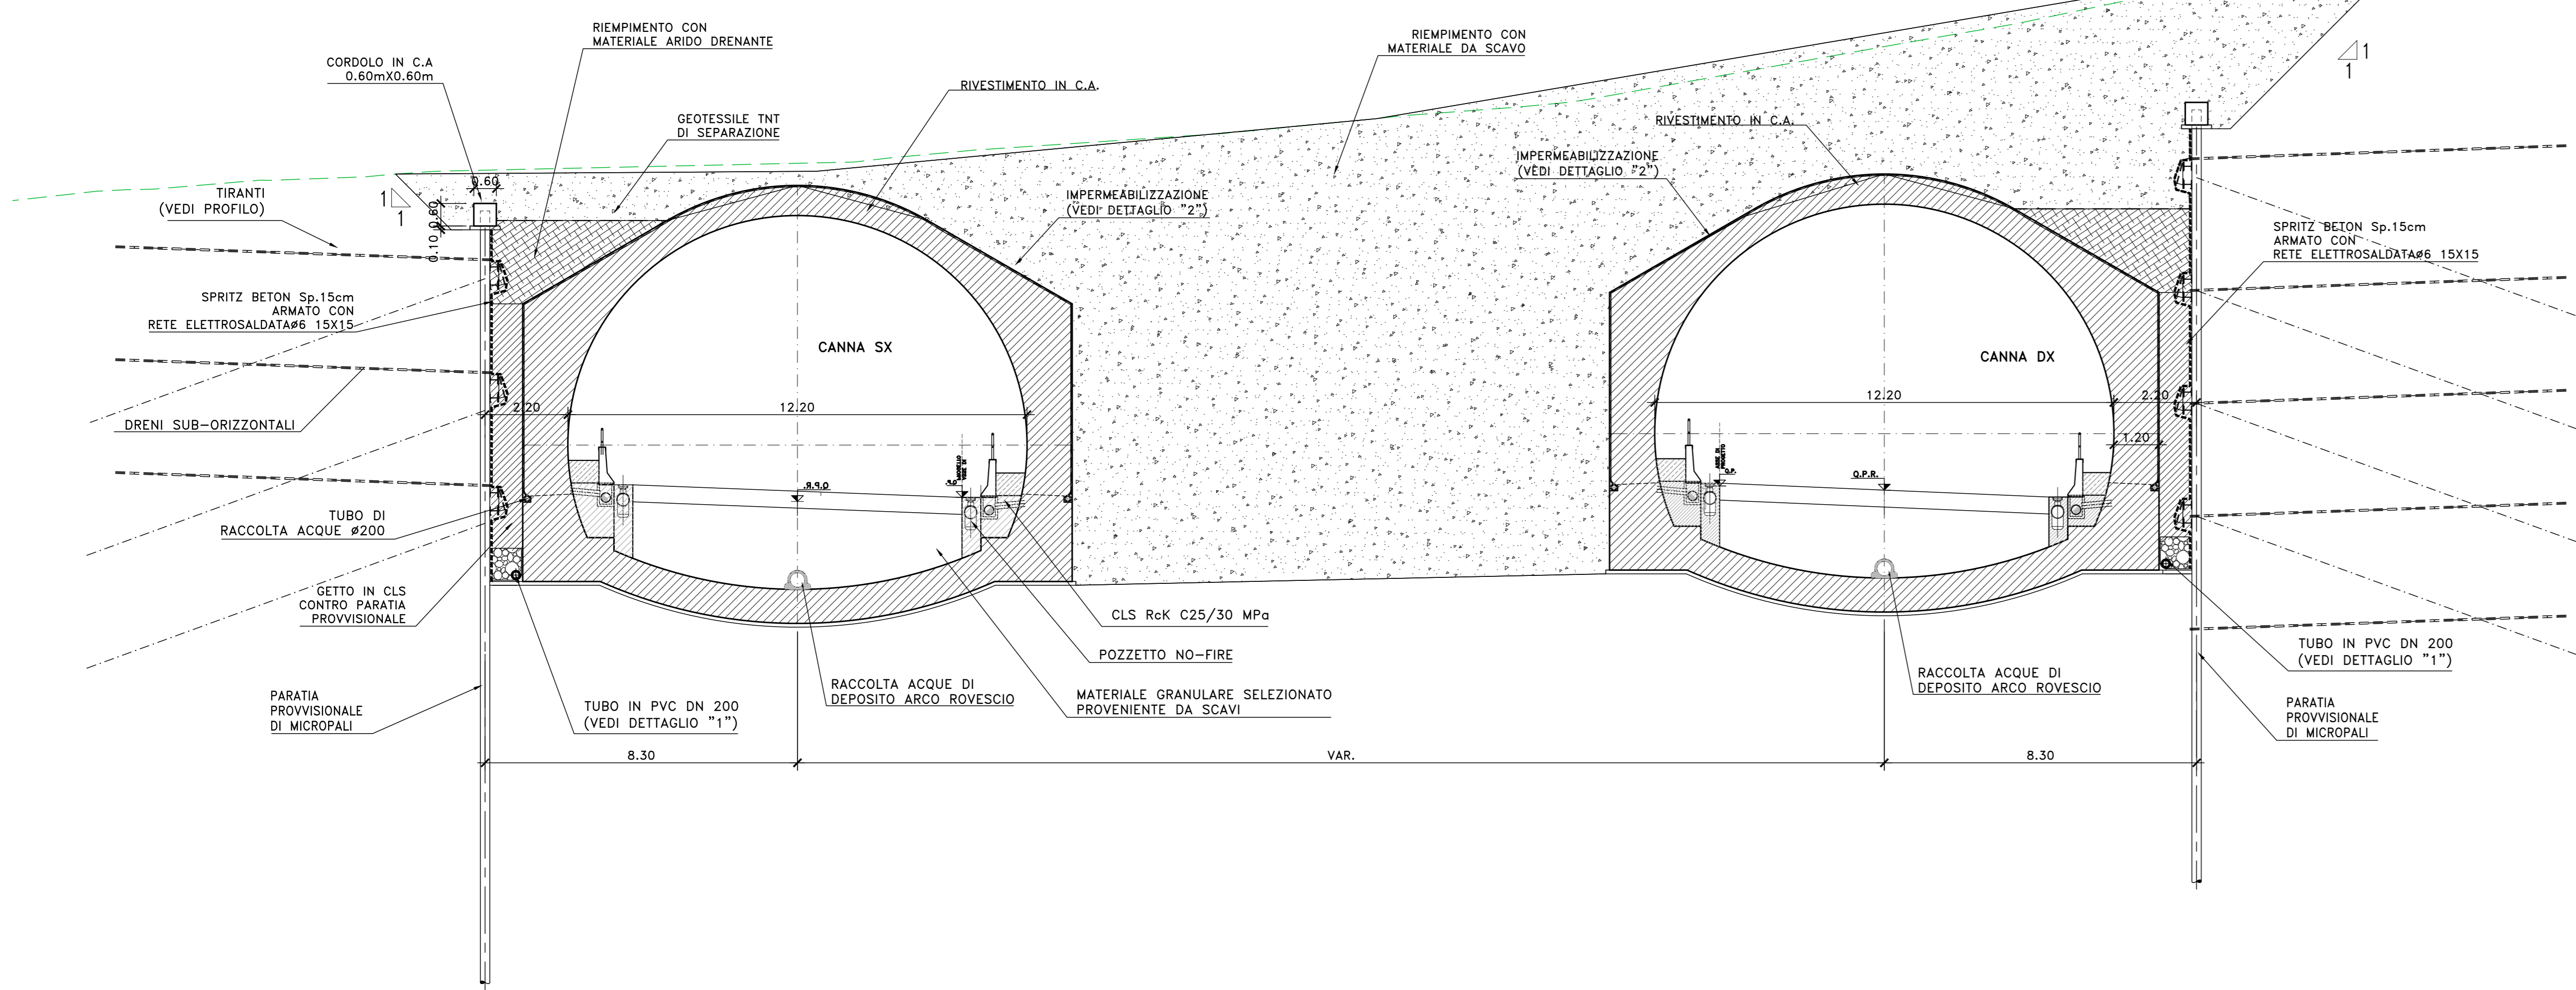 RIEMPIMENTO CON
MATERIALE ARIDO DRENANTE
CORDOLO IN C.A
0.60mX0.60m
RIVESTIMENTO IN C.A.
GEOTESSILE TNT
DI SEPARAZIONE
RIEMPIMENTO CON
MATERIALE DA SCAVO
1
1
RIVESTIMENTO IN C.A.
IMPERMEABILIZZAZIONE
(VEDI DETTAGLIO "2")
TIRANTI
(VEDI PROFILO)
1
1
0.60
0.60
0.10
IMPERMEABILIZZAZIONE
(VEDI DETTAGLIO "2")
SPRITZ BETON Sp.15cm
ARMATO CON
RETE ELETTROSALDATAø6 15X15
SPRITZ BETON Sp.15cm
ARMATO CON
RETE ELETTROSALDATAø6 15X15
CANNA SX
CANNA DX
2.20
12.20
12.20
2.20
1.20
DRENI SUB-ORIZZONTALI
Q.P.R.
Q.P.
ASSE DI
PROGETTO
Q.P.R.
TUBO DI
RACCOLTA ACQUE Ø200
GETTO IN CLS
CONTRO PARATIA
PROVVISIONALE
CLS RcK C25/30 MPa
POZZETTO NO-FIRE
TUBO IN PVC DN 200
(VEDI DETTAGLIO "1")
RACCOLTA ACQUE DI
DEPOSITO ARCO ROVESCIO
RACCOLTA ACQUE DI
DEPOSITO ARCO ROVESCIO
MATERIALE GRANULARE SELEZIONATO
PROVENIENTE DA SCAVI
PARATIA
PROVVISIONALE
DI MICROPALI
TUBO IN PVC DN 200
(VEDI DETTAGLIO "1")
PARATIA
PROVVISIONALE
DI MICROPALI
8.30
VAR.
8.30